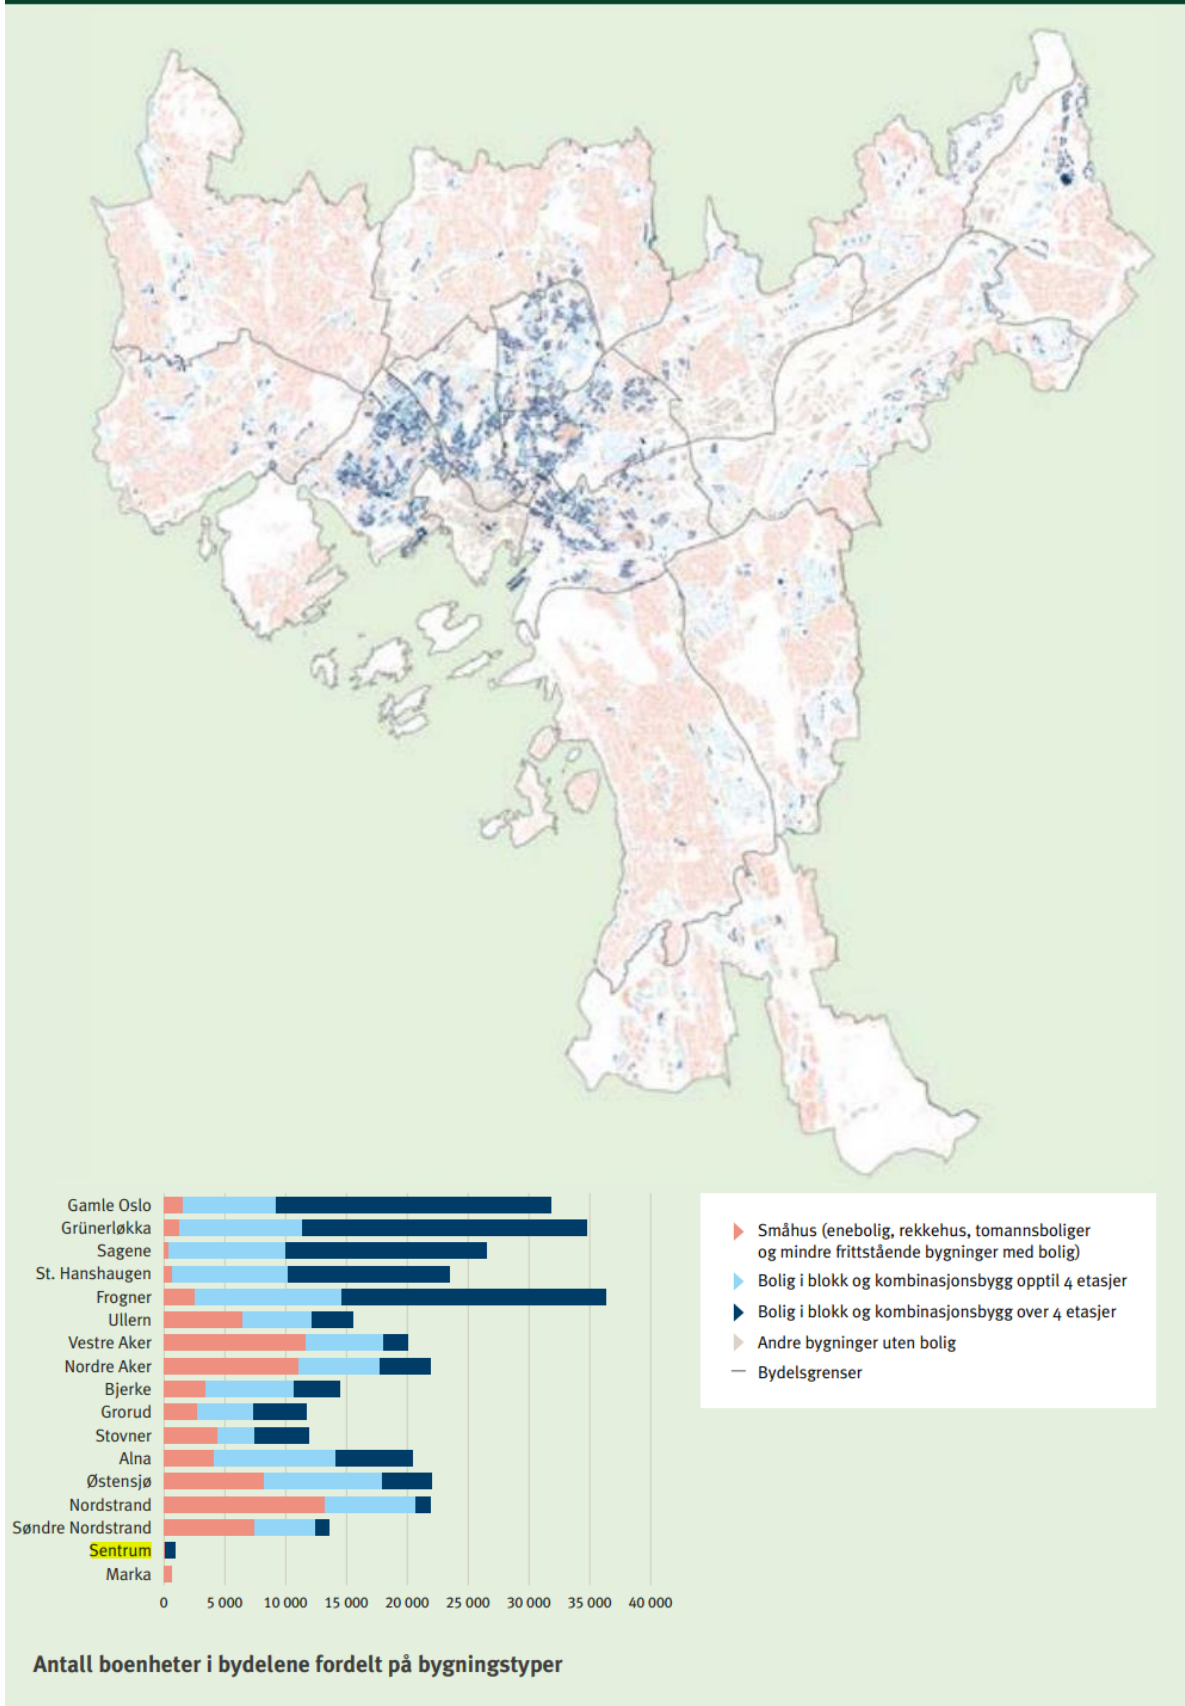 Gamle Oslo
Grünerløkka
Sagene
St. Hanshaugen
Frogner
Ullern
Vestre Aker
Nordre Aker
Bjerke
Grorud
Stovner
Alna
Østensjø
Nordstrand
Søndre Nordstrand
Sentrum
Marka
0 5 000 10 000 15 000 20 000 25 000 30 000 35 000 40 000
Småhus (enebolig, rekkehus, tomannsboliger
og mindre frittstående bygninger med bolig)
Bolig i blokk og kombinasjonsbygg opptil 4 etasjer
Bolig i blokk og kombinasjonsbygg over 4 etasjer
Andre bygninger uten bolig
Bydelsgrenser
Antall boenheter i bydelene fordelt på bygningstyper